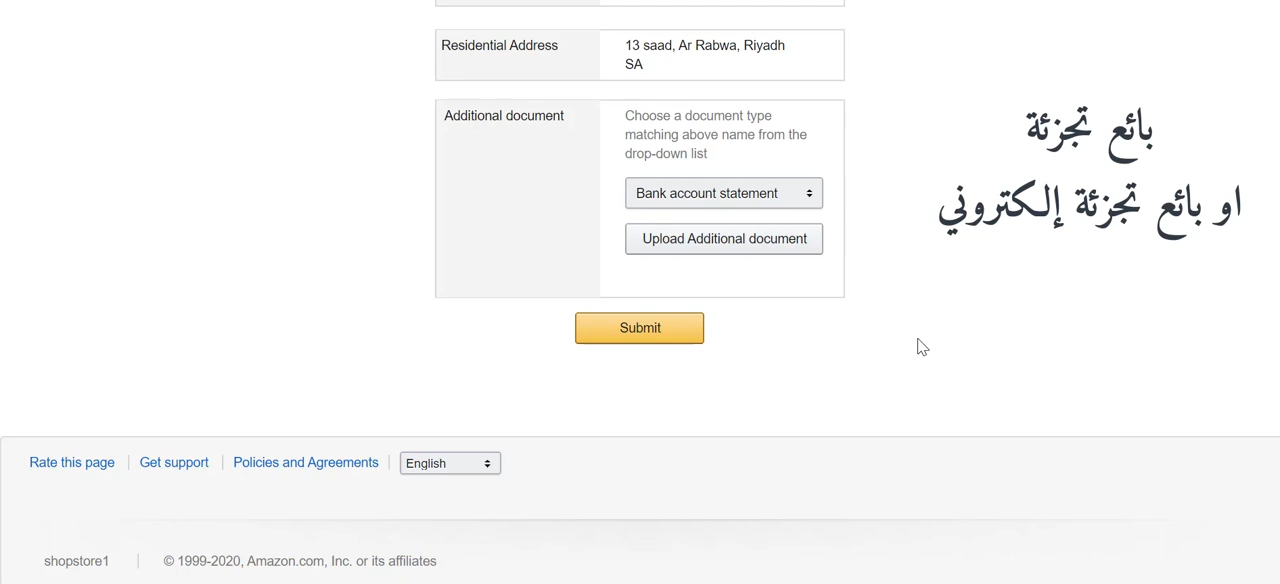 Residential Address
13 saad, Ar Rabwa, Riyadh
SA
Additional document
Choose a document type
matching above name from the
drop-down list
Bank account statement
Upload Additional document
Submit
بائع تجزئة
او بائع تجزئة إلكتروني
Rate this page
Get support
Policies and Agreements
English
shopstore1
© 1999-2020, Amazon.com, Inc. or its affiliates